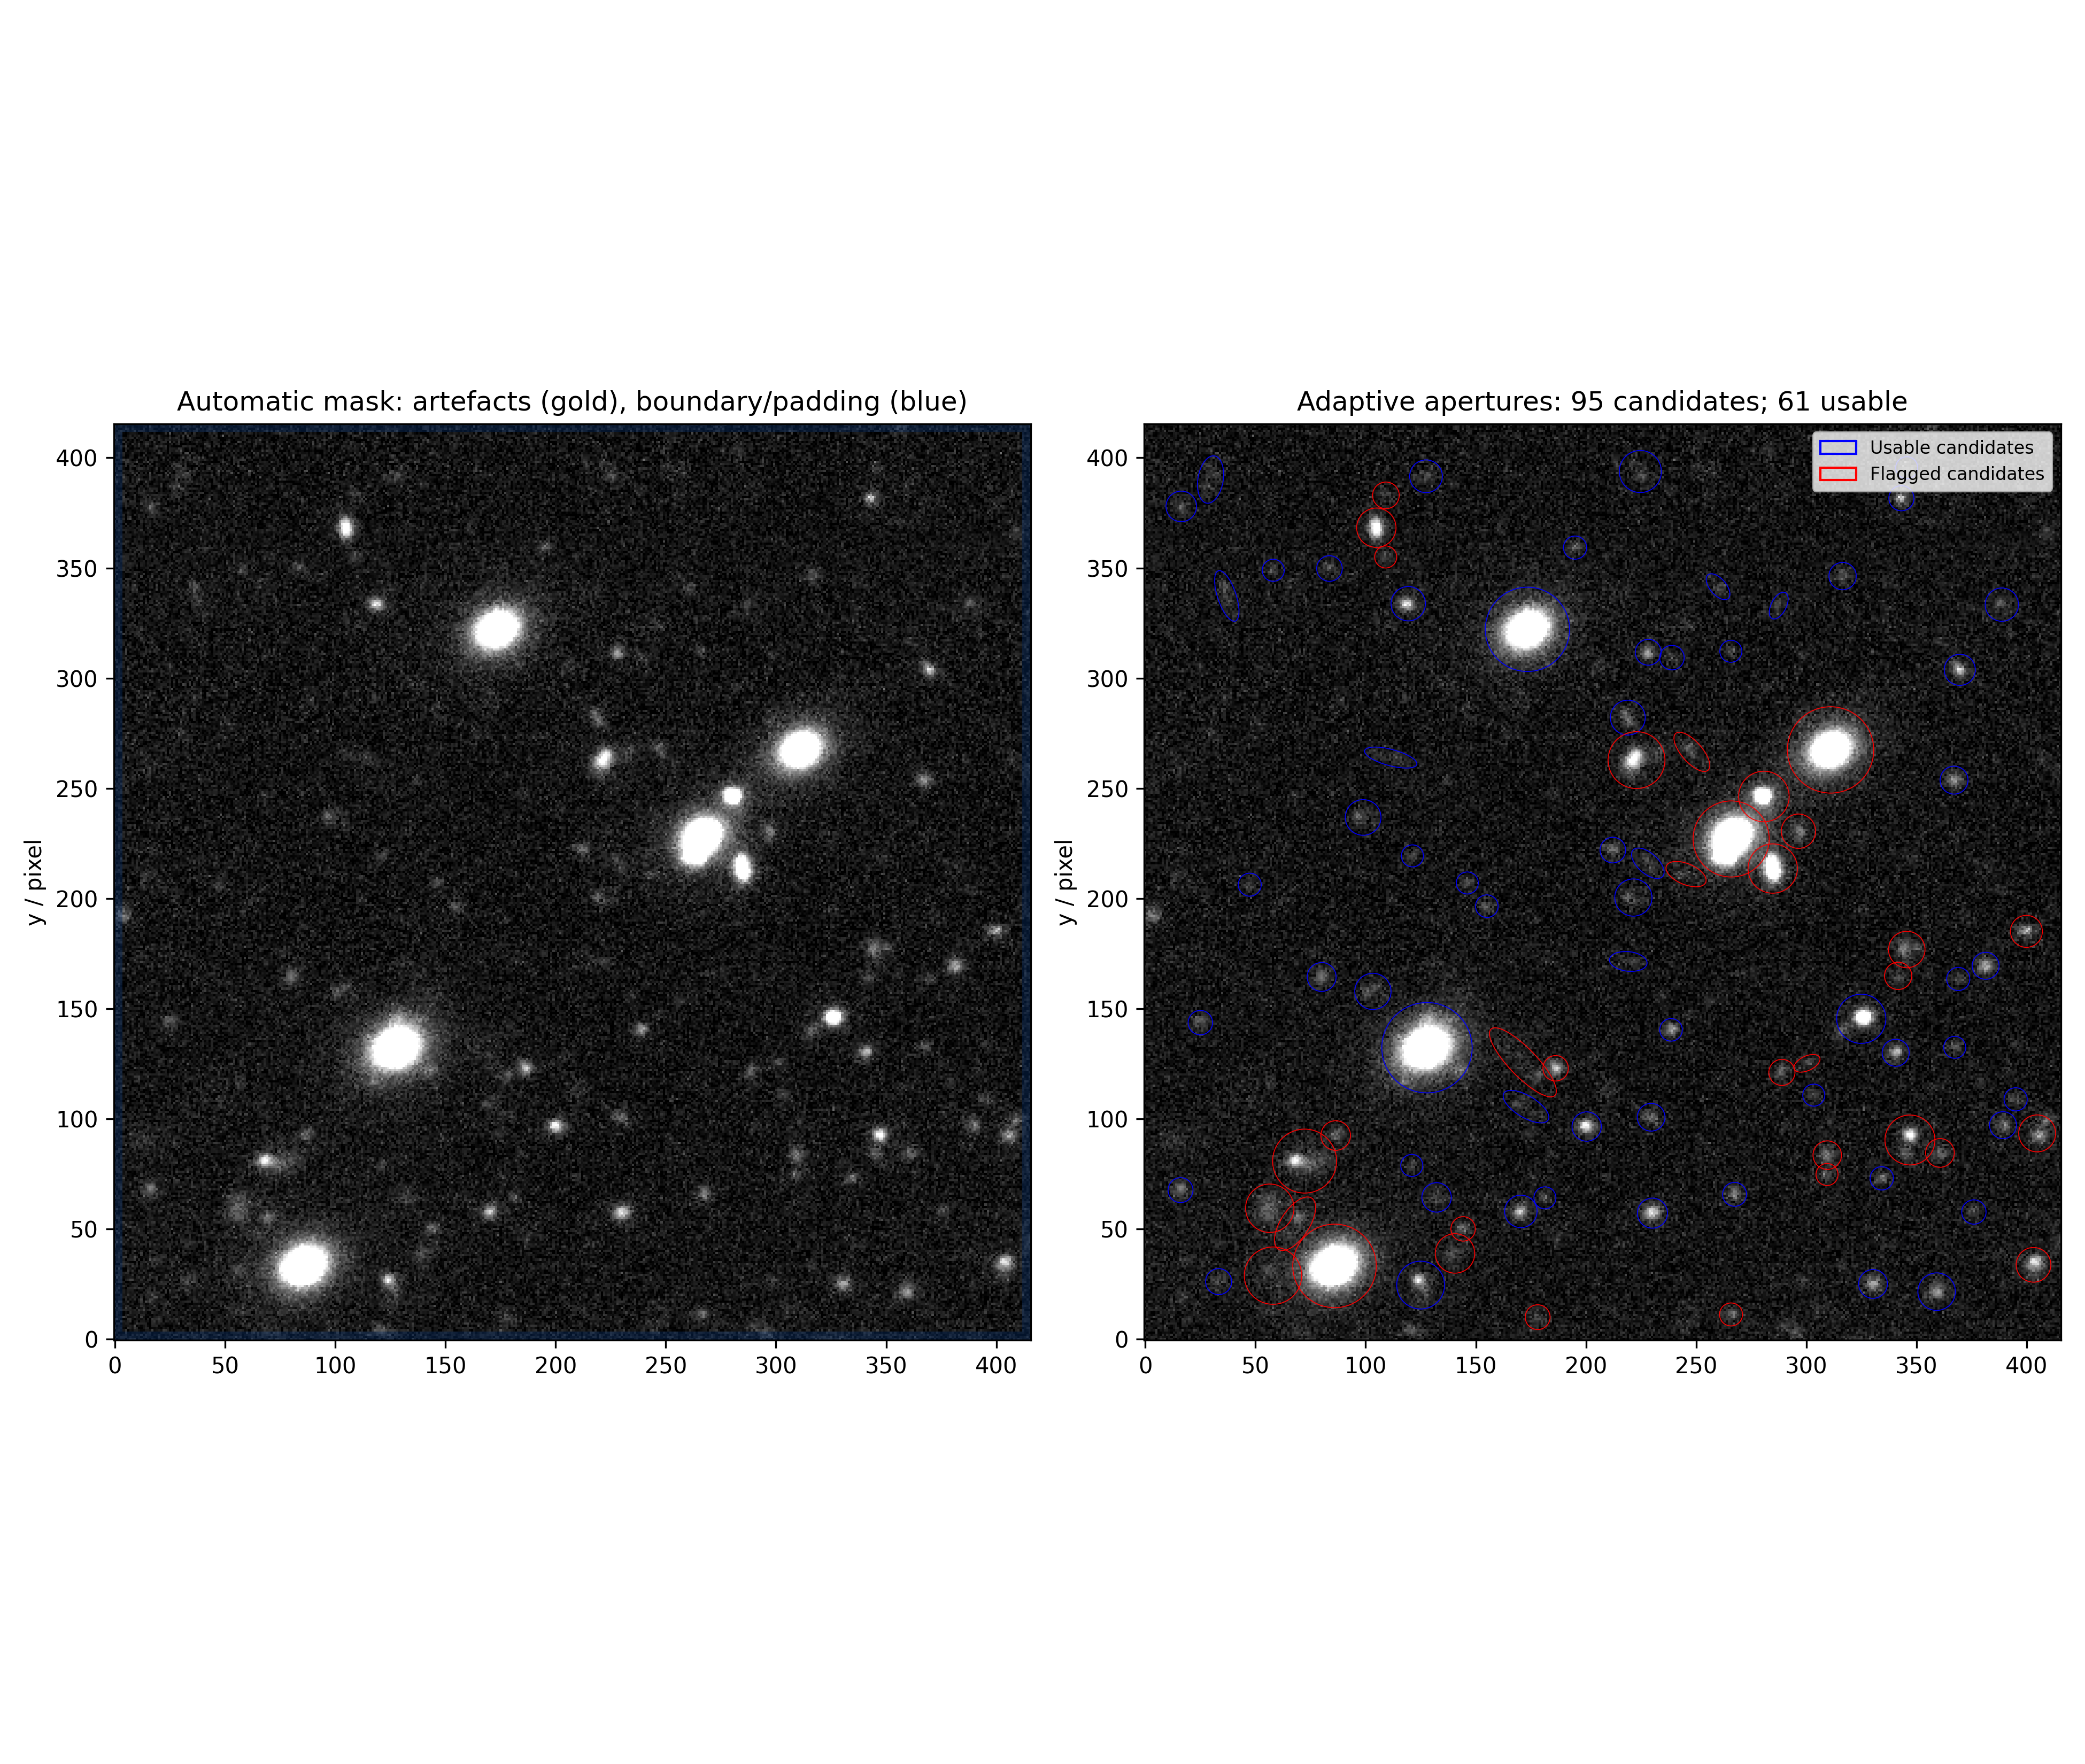 Automatic mask: artefacts (gold), boundary/padding (blue)
400
350
300
250
200
150
100
50
0
y / pixel
0 50 100 150 200 250 300 350 400
Adaptive apertures: 95 candidates; 61 usable
Usable candidates
Flagged candidates
400
350
300
250
200
150
100
50
0
y / pixel
0 50 100 150 200 250 300 350 400